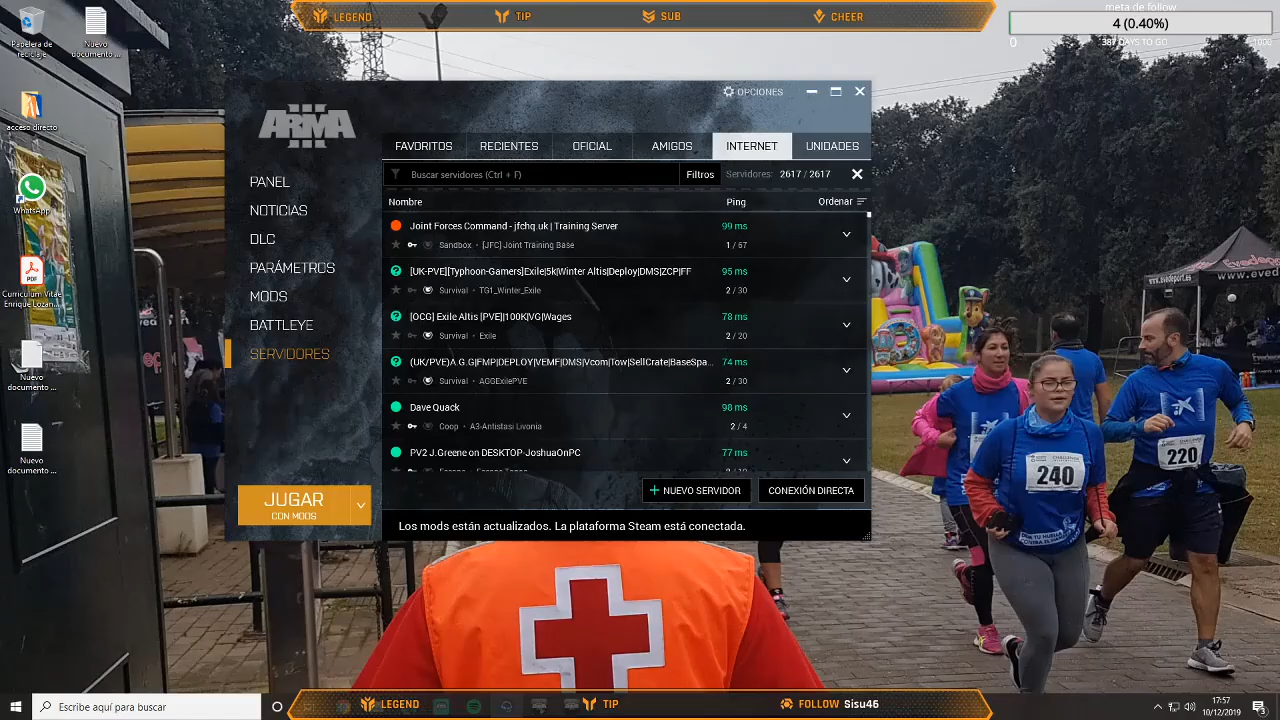 LEGEND
TIP
SUB
CHEER
meta de follow
4 (0.40%)
0
387 DAYS TO GO
1000
Papelera de reciclaje
Nuevo documento ...
acceso directo
WhatsApp
PDF
Curriculum Vitae Enrique Lozan...
Nuevo documento ...
Nuevo documento ...
ARMA III
OPCIONES
FAVORITOS
RECIENTES
OFICIAL
AMIGOS
INTERNET
UNIDADES
Buscar servidores (Ctrl + F)
Filtros
Servidores: 2617 / 2617
PANEL
NOTICIAS
DLC
PARÁMETROS
MODS
BATTLEYE
SERVIDORES
JUGAR
CON MODS
Nombre
Ping
Ordenar
Joint Forces Command - jfchq uk | Training Server
99 ms
Sandbox • [JFC] Joint Training Base
1 / 67
[UK-PVE][Typhoon-Gamers]Exile|5k|Winter Altis|Deploy|DMS|ZCP|FF
95 ms
Survival • TG1_Winter_Exile
2 / 30
[OCG] Exile Altis [PVE]|100K|VG|Wages
78 ms
Survival • Exile
2 / 20
(UK/PVE)A G G|FMP|DEPLOY|VEMF|DMS|Vcom|Tow|SellCrate|BaseSpa...
74 ms
Survival • AGGExilePVE
2 / 30
Dave Quack
98 ms
Coop • A3-Antistasi Livonia
2 / 4
PV2 J.Greene on DESKTOP-JoshuaOnPC
77 ms
NUEVO SERVIDOR
CONEXIÓN DIRECTA
Los mods están actualizados. La plataforma Steam está conectada.
240
220
Escribe aquí para buscar
LEGEND
TIP
FOLLOW Sisu46
17:57
10/12/2019